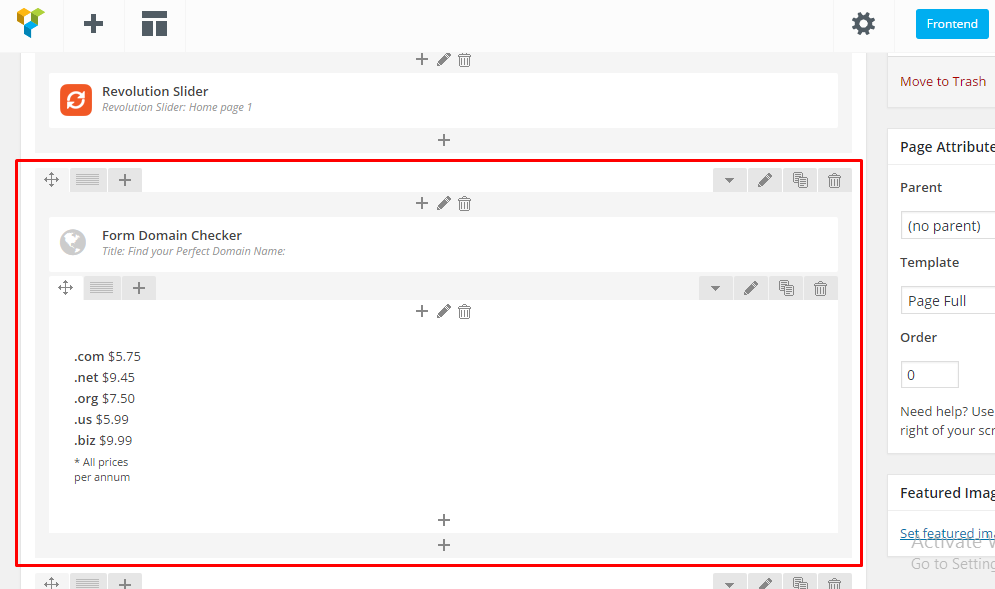 Frontend
Revolution Slider
Revolution Slider: Home page 1
Form Domain Checker
Title: Find your Perfect Domain Name:
.com $5.75
.net $9.45
.org $7.50
.us $5.99
.biz $9.99
* All prices
per annum
Move to Trash
Page Attribute
Parent
(no parent)
Template
Page Full
Order
0
Need help? Use
right of your scr
Featured Imag
Set featured ima
Activate W
Go to Setting